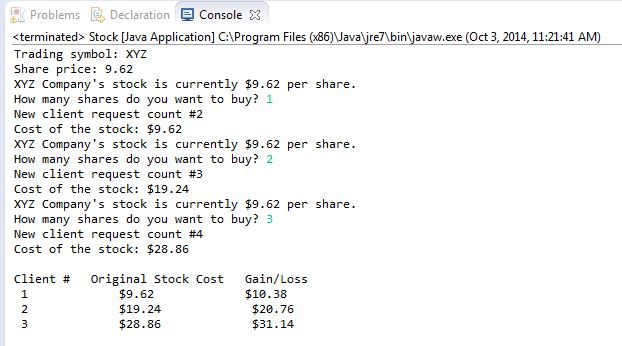 Problems Declaration Console
<terminated> Stock [Java Application] C:\Program Files (x86)\Java\jre7\bin\javaw.exe (Oct 3, 2014, 11:21:41 AM)
Trading symbol: XYZ
Share price: 9.62
XYZ Company's stock is currently $9.62 per share.
How many shares do you want to buy? 1
New client request count #2
Cost of the stock: $9.62
XYZ Company's stock is currently $9.62 per share.
How many shares do you want to buy? 2
New client request count #3
Cost of the stock: $19.24
XYZ Company's stock is currently $9.62 per share.
How many shares do you want to buy? 3
New client request count #4
Cost of the stock: $28.86
Client # Original Stock Cost Gain/Loss
1 $9.62 $10.38
2 $19.24 $20.76
3 $28.86 $31.14